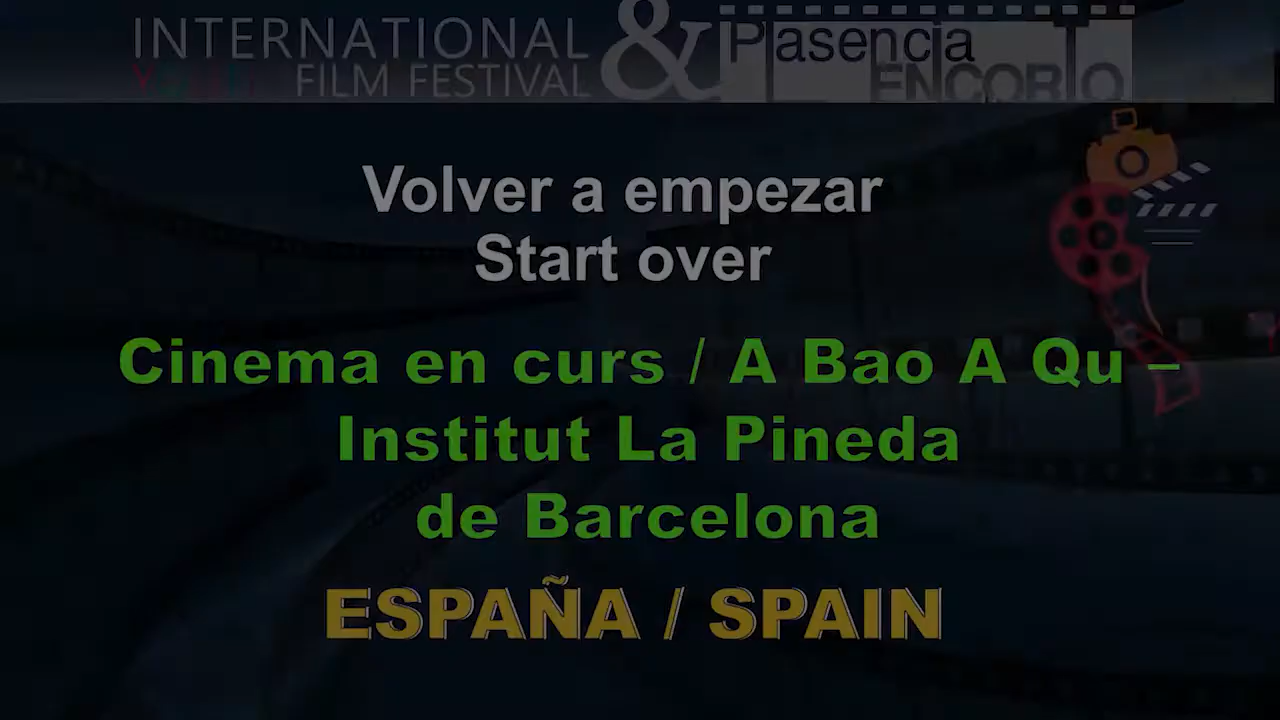 INTERNATIONAL
FILM FESTIVAL
&
Plasencia
ENCORTO
Volver a empezar
Start over
Cinema en curs / A Bao A Qu –
Institut La Pineda
de Barcelona
ESPAÑA / SPAIN